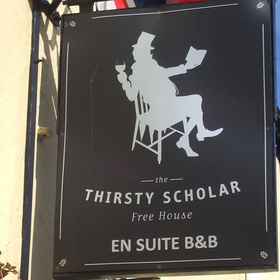 the
THIRSTY SCHOLAR
Free House
EN SUITE B&B